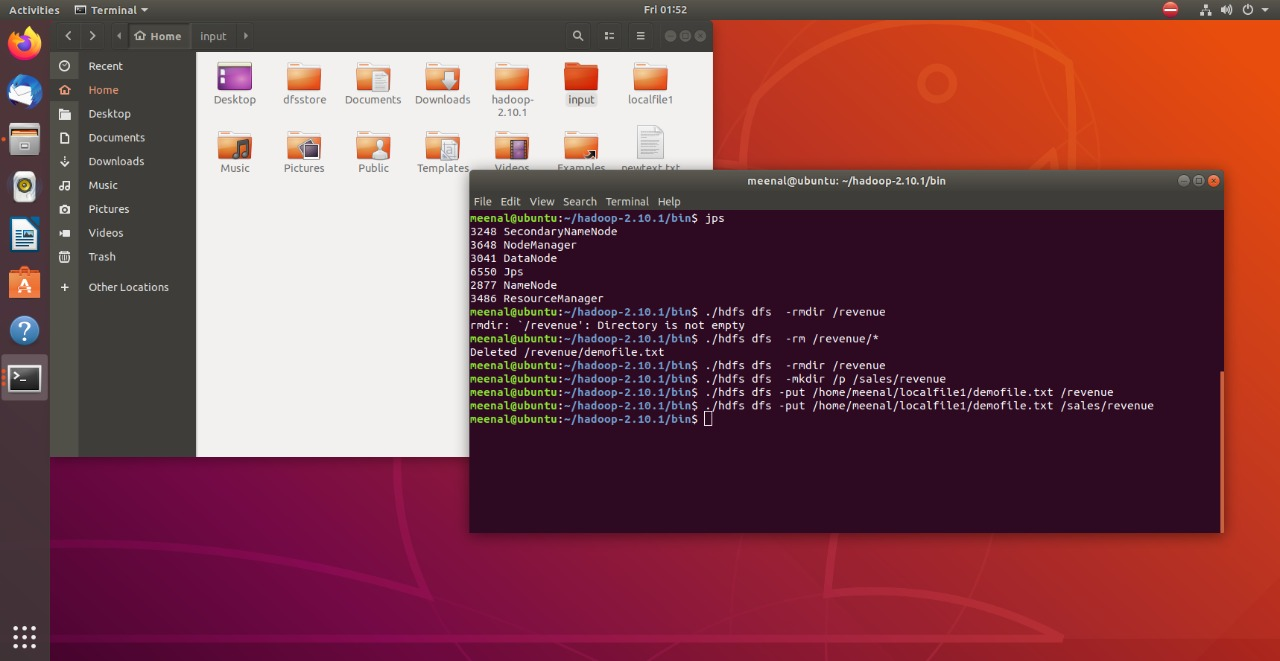 Activities Terminal Fri 01:52
Home input
Recent
Home
Desktop
Documents
Downloads
Music
Pictures
Videos
Trash
Other Locations
Desktop dfsstore Documents Downloads hadoop-2.10.1 input localfile1
Music Pictures Public Templates Videos Examples newtext.txt
meenal@ubuntu: ~/hadoop-2.10.1/bin
File Edit View Search Terminal Help
meenal@ubuntu:~/hadoop-2.10.1/bin$ jps
3248 SecondaryNameNode
3648 NodeManager
3041 DataNode
6550 Jps
2877 NameNode
3486 ResourceManager
meenal@ubuntu:~/hadoop-2.10.1/bin$ ./hdfs dfs  -rmdir /revenue
rmdir: `/revenue': Directory is not empty
meenal@ubuntu:~/hadoop-2.10.1/bin$ ./hdfs dfs  -rm /revenue/*
Deleted /revenue/demofile.txt
meenal@ubuntu:~/hadoop-2.10.1/bin$ ./hdfs dfs  -rmdir /revenue
meenal@ubuntu:~/hadoop-2.10.1/bin$ ./hdfs dfs  -mkdir /p /sales/revenue
meenal@ubuntu:~/hadoop-2.10.1/bin$ ./hdfs dfs -put /home/meenal/localfile1/demofile.txt /revenue
meenal@ubuntu:~/hadoop-2.10.1/bin$ ./hdfs dfs -put /home/meenal/localfile1/demofile.txt /sales/revenue
meenal@ubuntu:~/hadoop-2.10.1/bin$